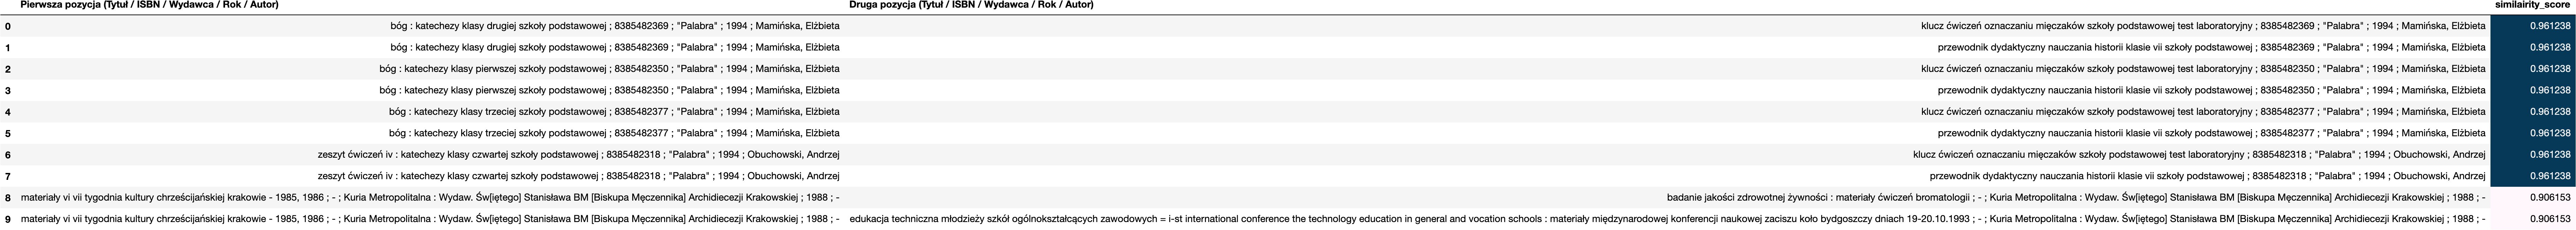 Pierwsza pozycja (Tytuł / ISBN / Wydawca / Rok / Autor) Druga pozycja (Tytuł / ISBN / Wydawca / Rok / Autor) similairity_score
0 bóg : katechezy klasy drugiej szkoły podstawowej ; 8385482369 ; "Palabra" ; 1994 ; Mamińska, Elżbieta klucz ćwiczeń oznaczaniu mięczaków szkoły podstawowej test laboratoryjny ; 8385482369 ; "Palabra" ; 1994 ; Mamińska, Elżbieta 0.961238
1 bóg : katechezy klasy drugiej szkoły podstawowej ; 8385482369 ; "Palabra" ; 1994 ; Mamińska, Elżbieta przewodnik dydaktyczny nauczania historii klasie vii szkoły podstawowej ; 8385482369 ; "Palabra" ; 1994 ; Mamińska, Elżbieta 0.961238
2 bóg : katechezy klasy pierwszej szkoły podstawowej ; 8385482350 ; "Palabra" ; 1994 ; Mamińska, Elżbieta klucz ćwiczeń oznaczaniu mięczaków szkoły podstawowej test laboratoryjny ; 8385482350 ; "Palabra" ; 1994 ; Mamińska, Elżbieta 0.961238
3 bóg : katechezy klasy pierwszej szkoły podstawowej ; 8385482350 ; "Palabra" ; 1994 ; Mamińska, Elżbieta przewodnik dydaktyczny nauczania historii klasie vii szkoły podstawowej ; 8385482350 ; "Palabra" ; 1994 ; Mamińska, Elżbieta 0.961238
4 bóg : katechezy klasy trzeciej szkoły podstawowej ; 8385482377 ; "Palabra" ; 1994 ; Mamińska, Elżbieta klucz ćwiczeń oznaczaniu mięczaków szkoły podstawowej test laboratoryjny ; 8385482377 ; "Palabra" ; 1994 ; Mamińska, Elżbieta 0.961238
5 bóg : katechezy klasy trzeciej szkoły podstawowej ; 8385482377 ; "Palabra" ; 1994 ; Mamińska, Elżbieta przewodnik dydaktyczny nauczania historii klasie vii szkoły podstawowej ; 8385482377 ; "Palabra" ; 1994 ; Mamińska, Elżbieta 0.961238
6 zeszyt ćwiczeń iv : katechezy klasy czwartej szkoły podstawowej ; 8385482318 ; "Palabra" ; 1994 ; Obuchowski, Andrzej klucz ćwiczeń oznaczaniu mięczaków szkoły podstawowej test laboratoryjny ; 8385482318 ; "Palabra" ; 1994 ; Obuchowski, Andrzej 0.961238
7 zeszyt ćwiczeń iv : katechezy klasy czwartej szkoły podstawowej ; 8385482318 ; "Palabra" ; 1994 ; Obuchowski, Andrzej przewodnik dydaktyczny nauczania historii klasie vii szkoły podstawowej ; 8385482318 ; "Palabra" ; 1994 ; Obuchowski, Andrzej 0.961238
8 materiały vi vii tygodnia kultury chrześcijańskiej krakowie - 1985, 1986 ; - ; Kuria Metropolitalna : Wydaw. Św[iętego] Stanisława BM [Biskupa Męczennika] Archidiecezji Krakowskiej ; 1988 ; - badanie jakości zdrowotnej żywności : materiały ćwiczeń bromatologii ; - ; Kuria Metropolitalna : Wydaw. Św[iętego] Stanisława BM [Biskupa Męczennika] Archidiecezji Krakowskiej ; 1988 ; - 0.906153
9 materiały vi vii tygodnia kultury chrześcijańskiej krakowie - 1985, 1986 ; - ; Kuria Metropolitalna : Wydaw. Św[iętego] Stanisława BM [Biskupa Męczennika] Archidiecezji Krakowskiej ; 1988 ; - edukacja techniczna młodzieży szkół ogólnokształcących zawodowych = i-st international conference the technology education in general and vocation schools : materiały międzynarodowej konferencji naukowej zaciszu koło bydgoszczy dniach 19-20.10.1993 ; - ; Kuria Metropolitalna : Wydaw. Św[iętego] Stanisława BM [Biskupa Męczennika] Archidiecezji Krakowskiej ; 1988 ; - 0.906153